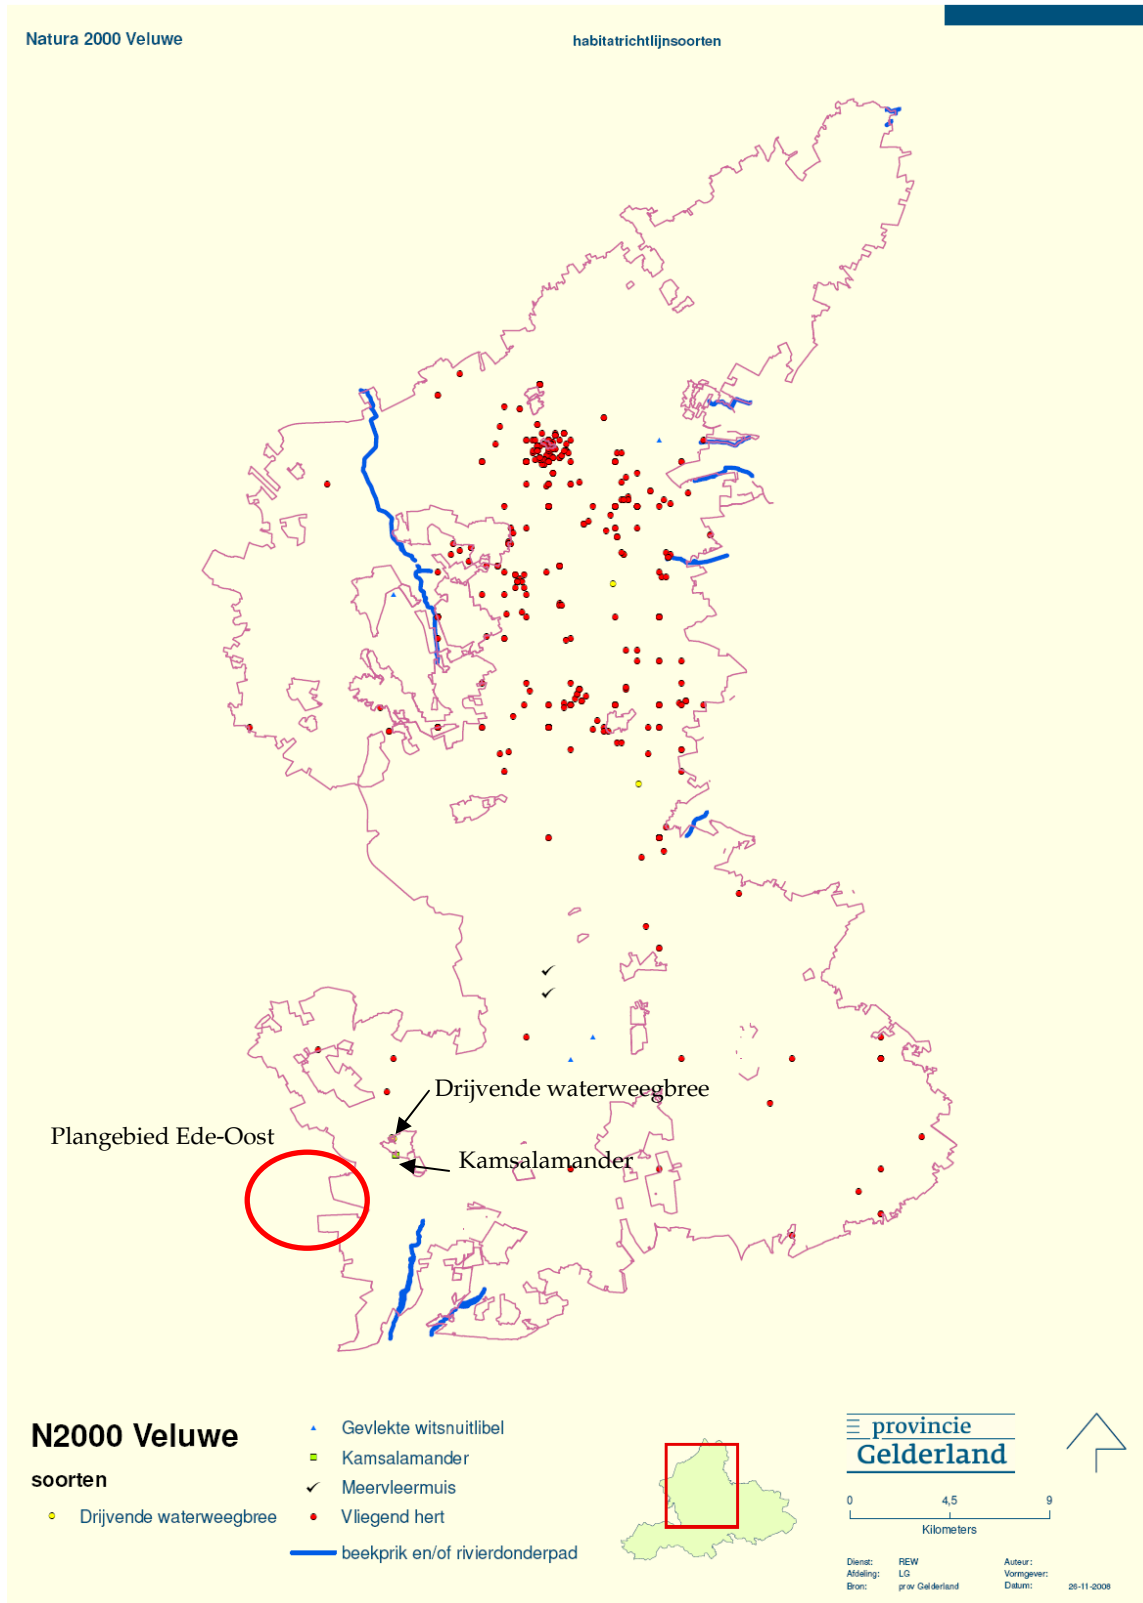 Natura 2000 Veluwe
habitatrichtlijnsoorten
Drijvende waterweegbree
Plangebied Ede-Oost
Kamsalamander
N2000 Veluwe
soorten
Drijvende waterweegbree
Gevlekte witsnuitlibel
Kamsalamander
Meervleermuis
Vliegend hert
beekprik en/of rivierdonderpad
provincie
Gelderland
0 4,5 9
Kilometers
Dienst: REW Auteur:
Afdeling: LG Vormgever:
Bron: prov Gelderland Datum: 26-11-2008